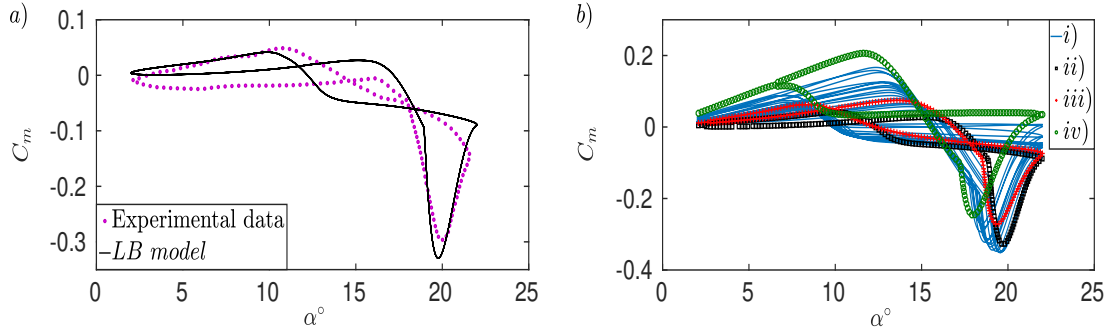 a)
0.1
0
-0.1
-0.2
-0.3
C_m
Experimental data
LB model
0 5 10 15 20 25
α°
b)
0.2
0
-0.2
-0.4
C_m
i)
ii)
iii)
iv)
0 5 10 15 20 25
α°